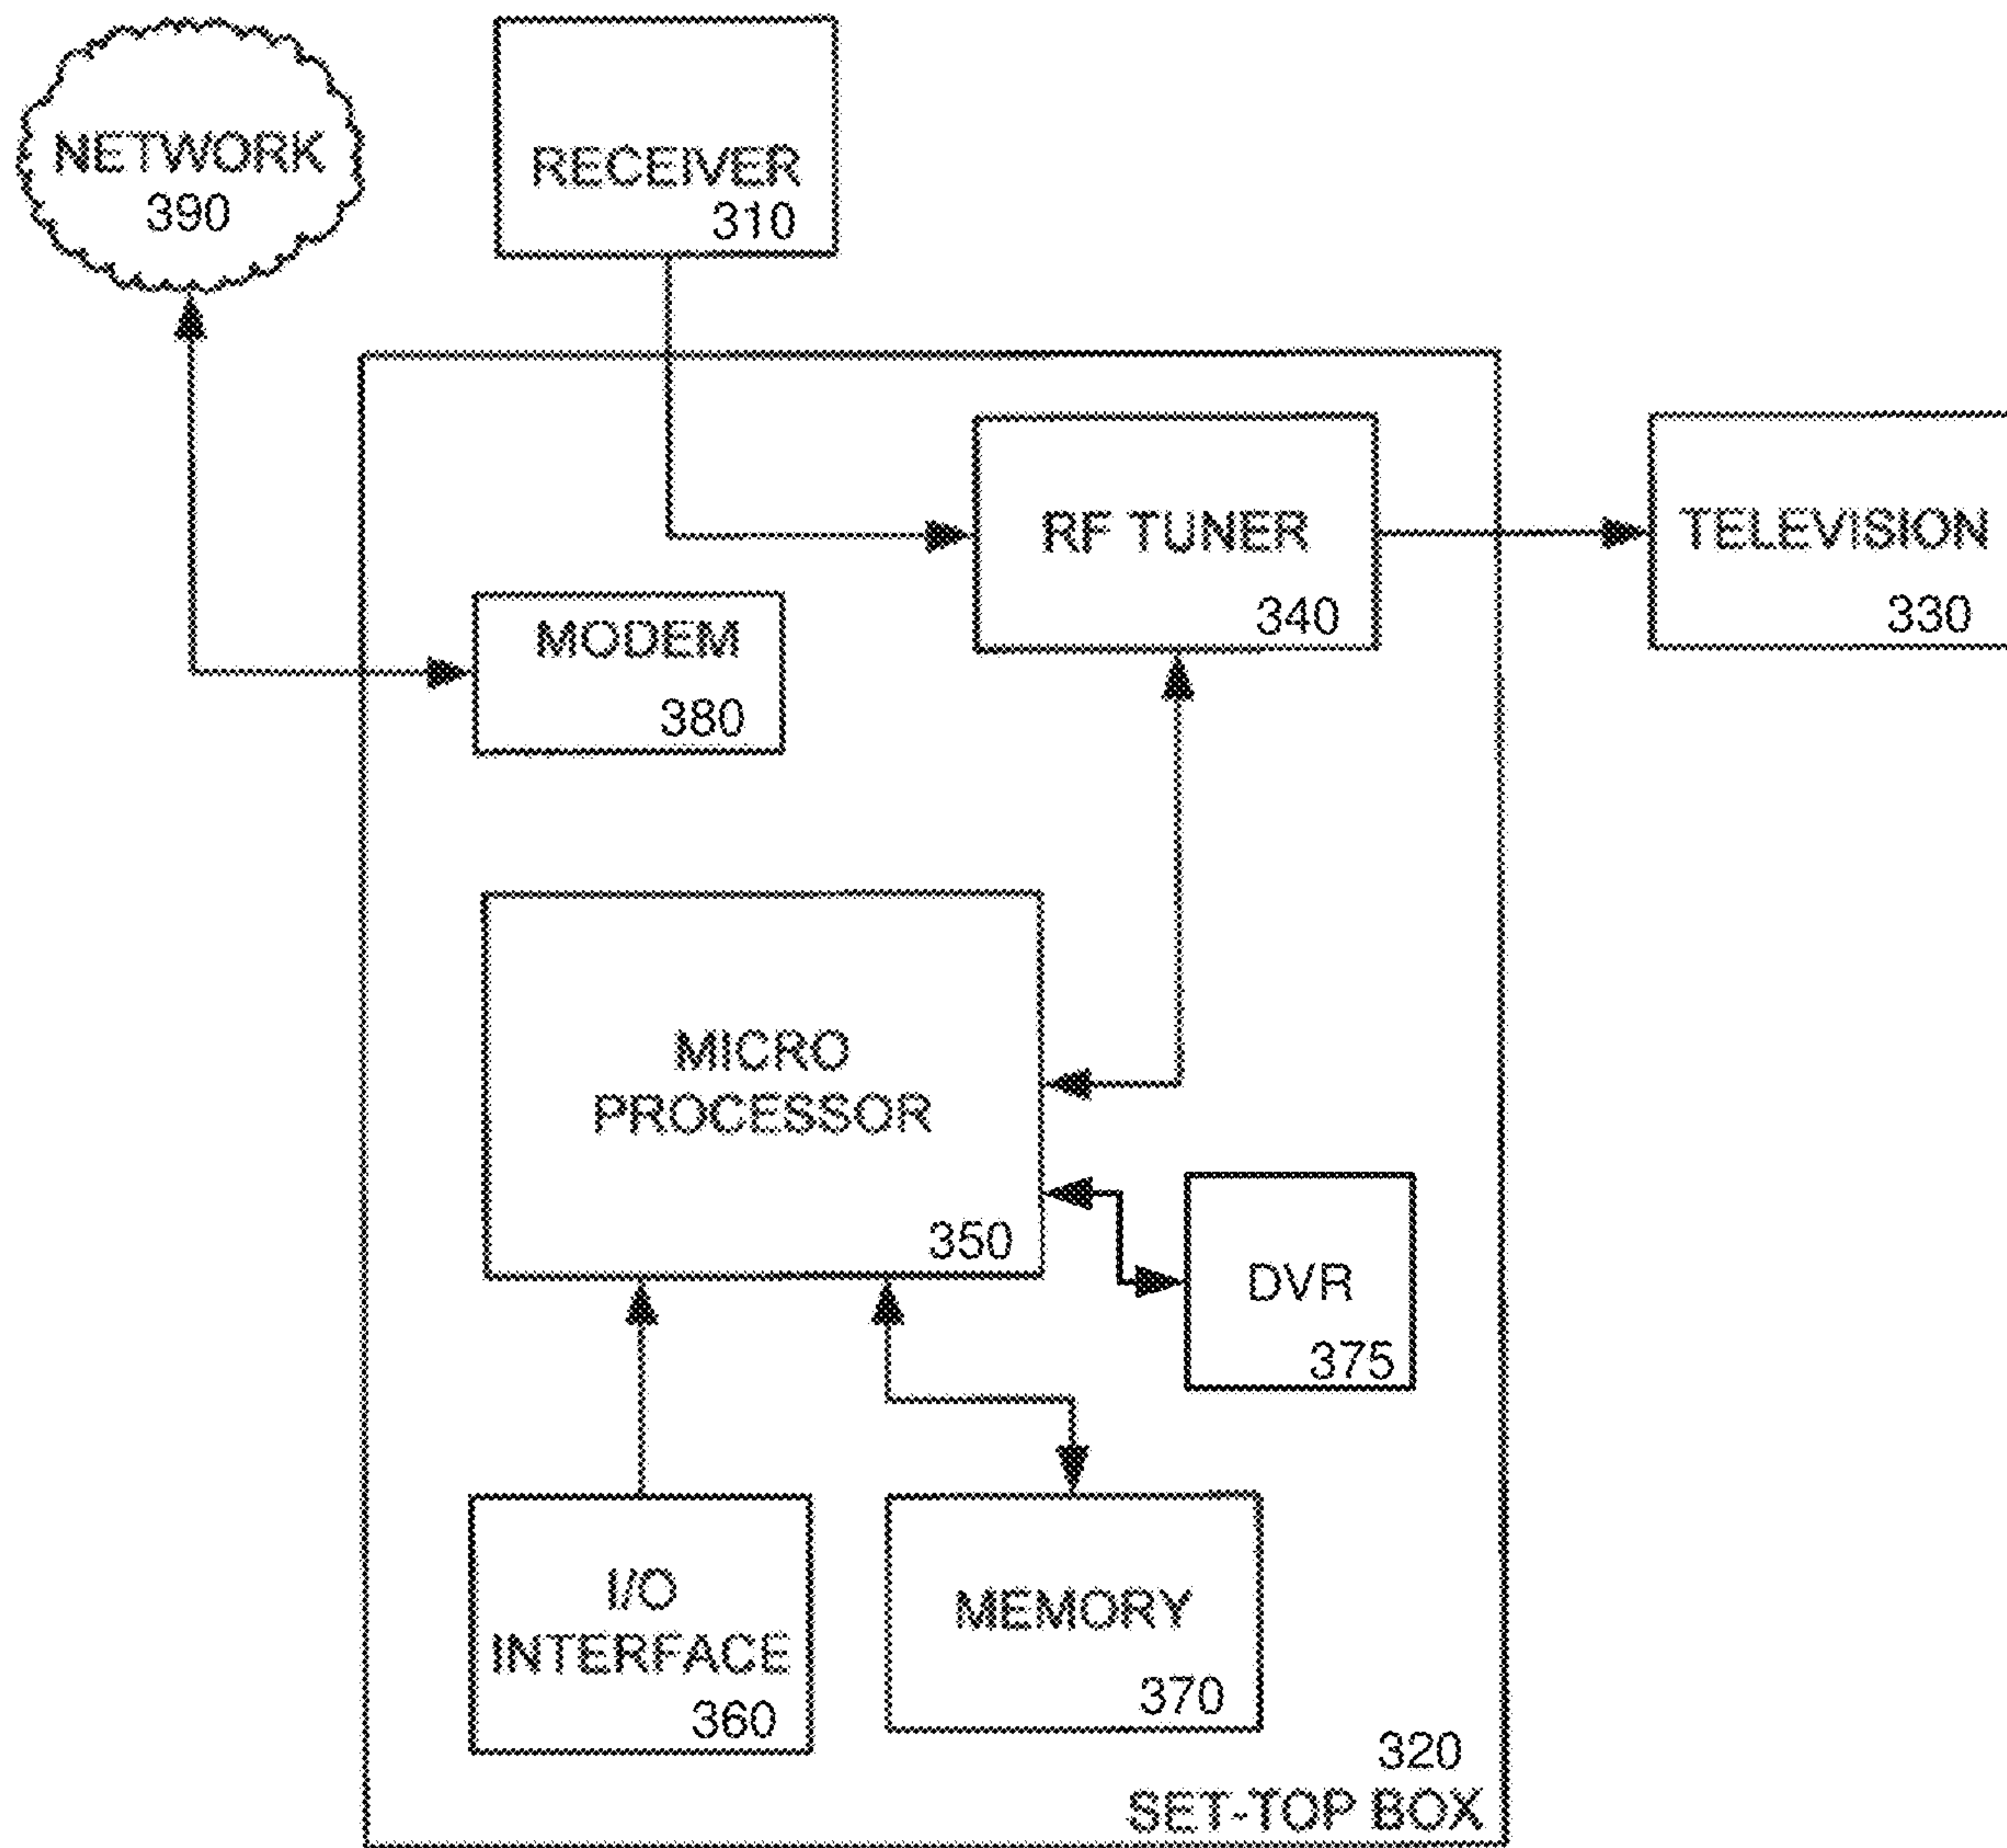 NETWORK
390
RECEIVER
310
RF TUNER
340
TELEVISION
330
MODEM
380
MICRO
PROCESSOR
350
DVR
375
I/O
INTERFACE
360
MEMORY
370
320
SET-TOP BOX